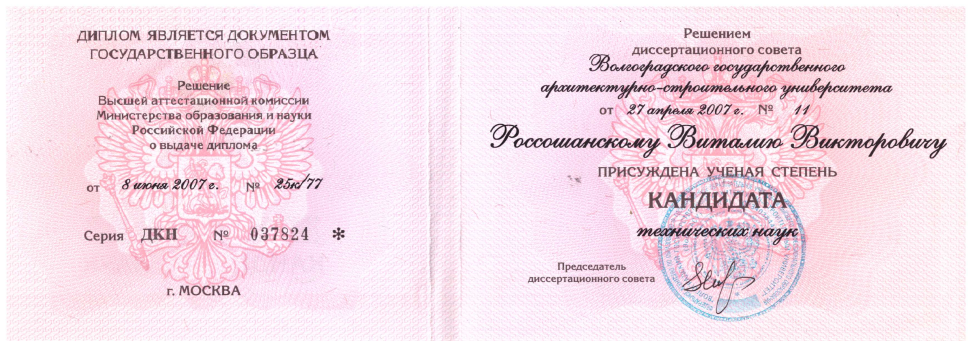 ДИПЛОМ ЯВЛЯЕТСЯ ДОКУМЕНТОМ
ГОСУДАРСТВЕННОГО ОБРАЗЦА
Решение
Высшей аттестационной комиссии
Министерства образования и науки
Российской Федерации
о выдаче диплома
от 8 июня 2007 г. № 25к/77
Серия ДКН № 037824 *
г. МОСКВА
Решением
диссертационного совета
Волгоградского государственного
архитектурно-строительного университета
от 27 апреля 2007 г. № 11
Россошанскому Виталию Викторовичу
ПРИСУЖДЕНА УЧЕНАЯ СТЕПЕНЬ
КАНДИДАТА
технических наук
Председатель
диссертационного совета